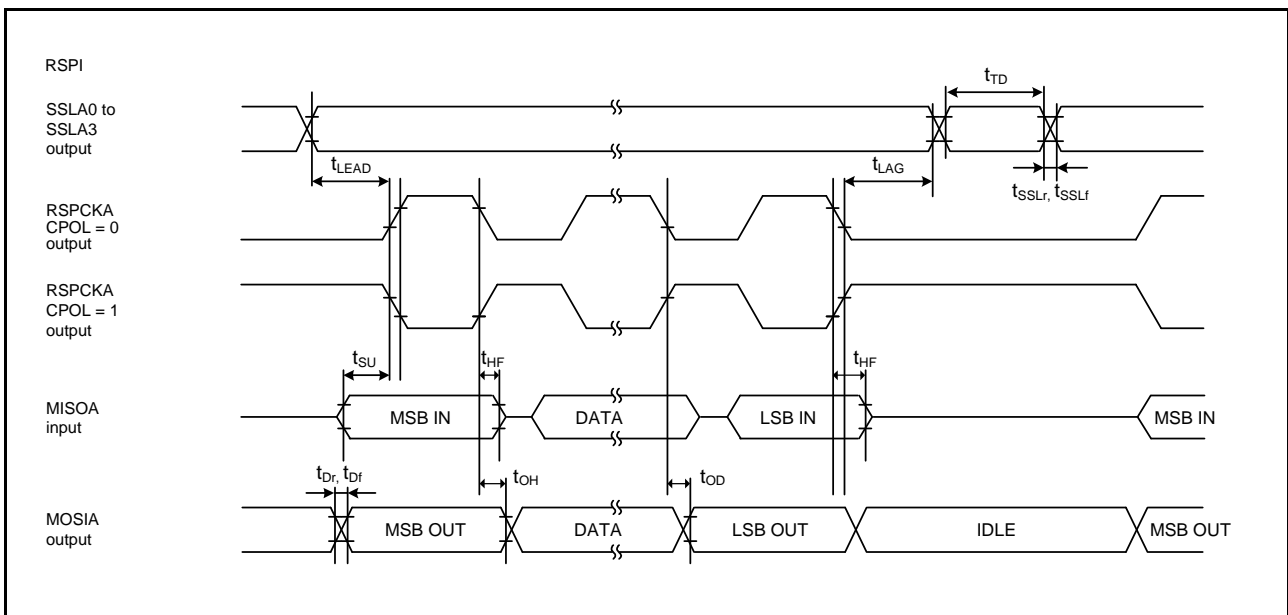 RSPI
tTD
SSLA0 to
SSLA3
output
tLEAD
tLAG
tSSLr, tSSLf
RSPCKA
CPOL = 0
output
RSPCKA
CPOL = 1
output
tSU
tHF
tHF
MISOA
input
MSB IN
DATA
LSB IN
MSB IN
tDr, tDf
tOH
tOD
MOSIA
output
MSB OUT
DATA
LSB OUT
IDLE
MSB OUT